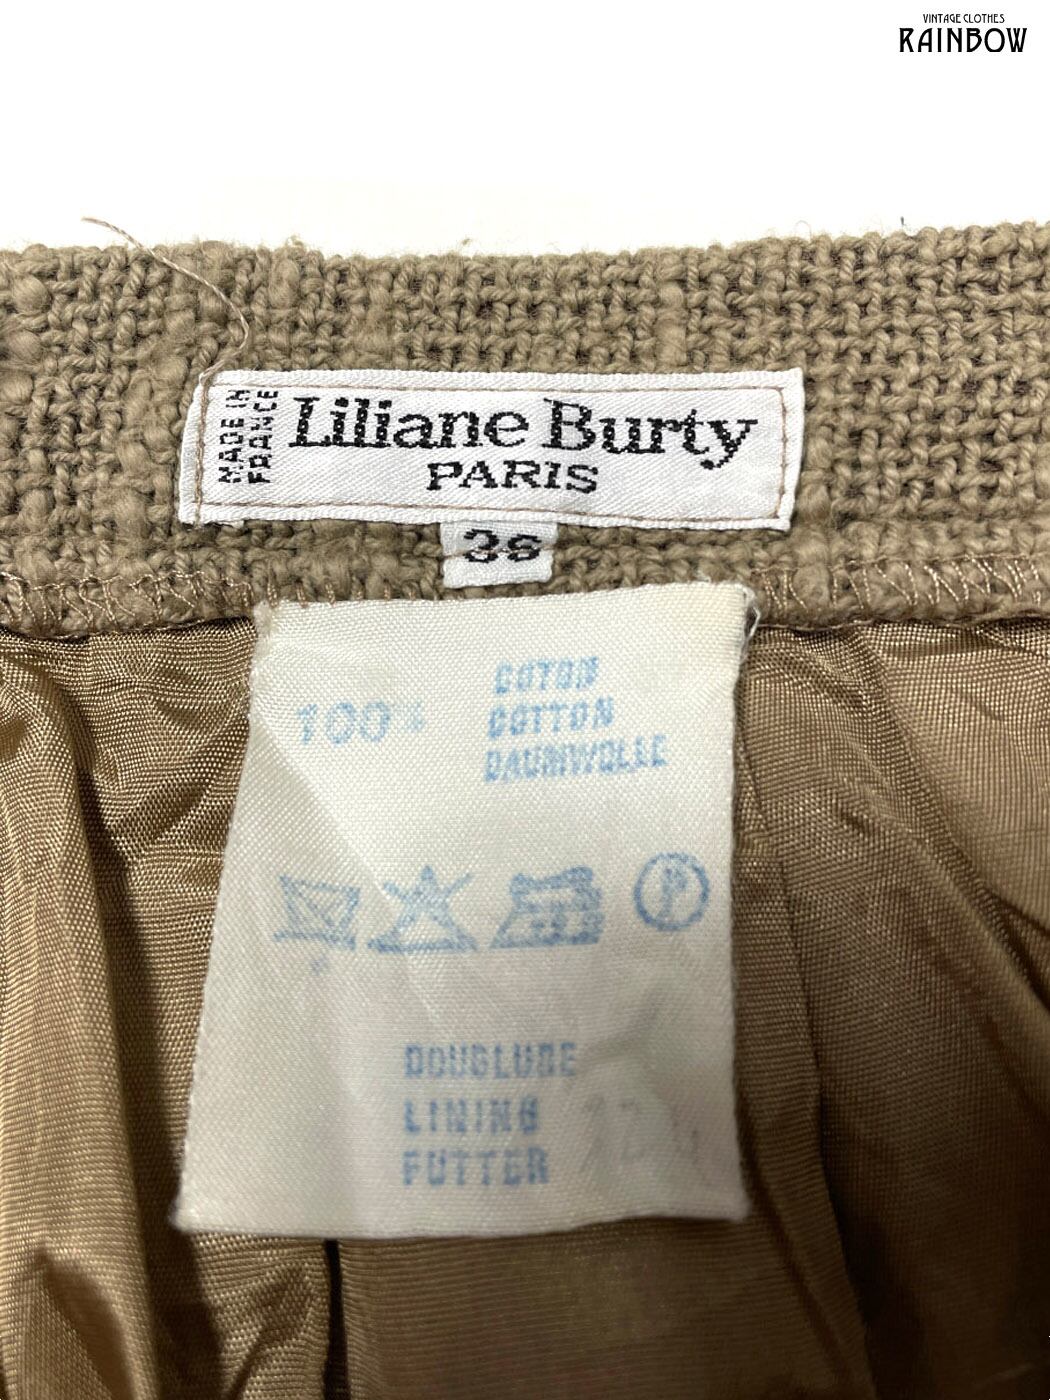 VINTAGE CLOTHES
RAINBOW
MADE IN
FRANCE
Liliane Burty
PARIS
36
100%
COTON
COTTON
BAUMWOLLE
P
DOUBLURE
LINING
FUTTER